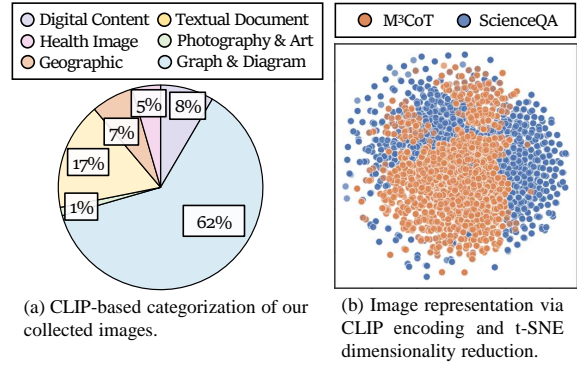 Digital Content Textual Document
Health Image Photography & Art
Geographic Graph & Diagram
5% 8%
7%
17%
1%
62%
(a) CLIP-based categorization of our
collected images.
M³CoT ScienceQA
(b) Image representation via
CLIP encoding and t-SNE
dimensionality reduction.